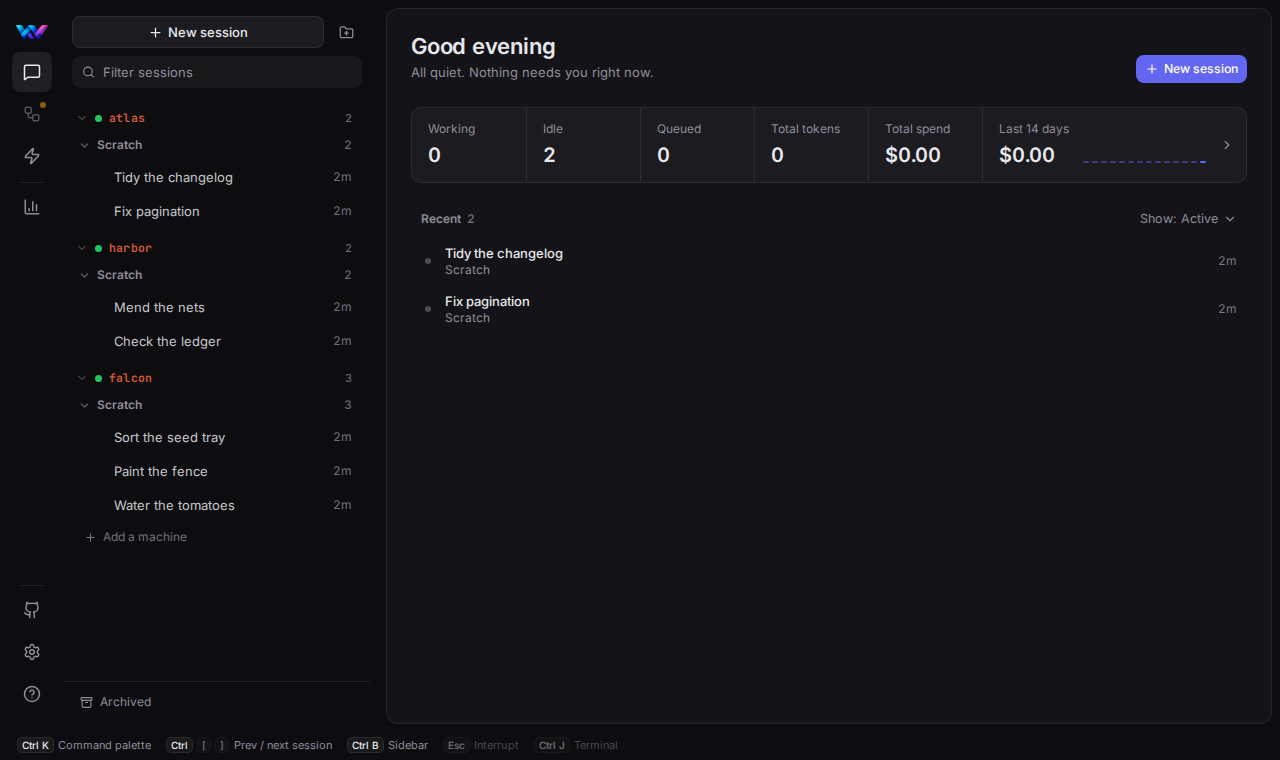 New session
Filter sessions
atlas 2
Scratch 2
Tidy the changelog 2m
Fix pagination 2m
harbor 2
Scratch 2
Mend the nets 2m
Check the ledger 2m
falcon 3
Scratch 3
Sort the seed tray 2m
Paint the fence 2m
Water the tomatoes 2m
Add a machine
Archived
Good evening
All quiet. Nothing needs you right now.
New session
Working Idle Queued Total tokens Total spend Last 14 days
0 2 0 0 $0.00 $0.00
Recent 2 Show: Active
Tidy the changelog
Scratch 2m
Fix pagination
Scratch 2m
Ctrl K Command palette Ctrl [ ] Prev / next session Ctrl B Sidebar Esc Interrupt Ctrl J Terminal